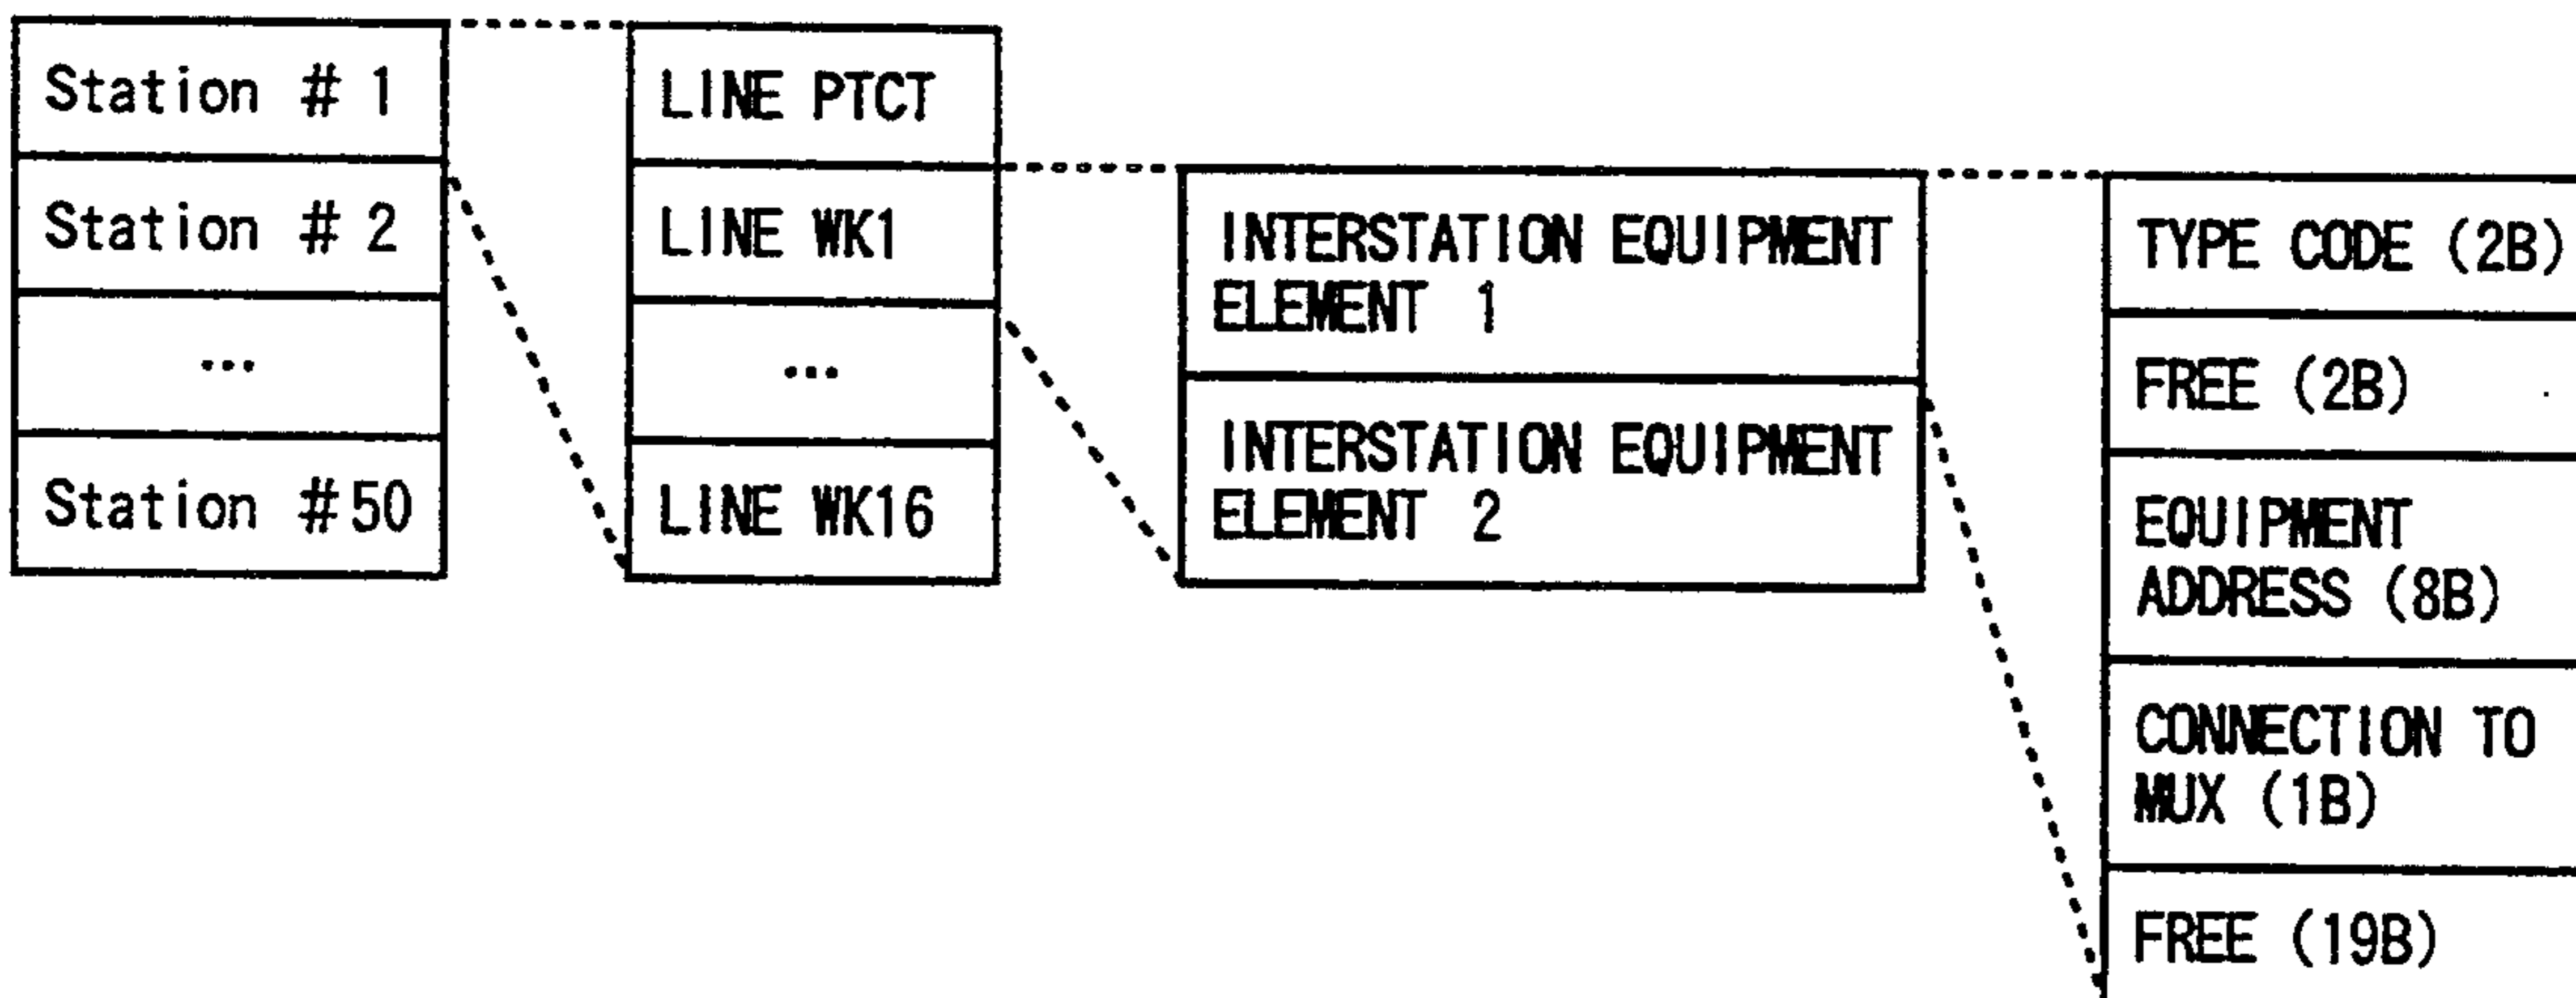 Station # 1
Station # 2
...
Station #50
LINE PTCT
LINE WK1
...
LINE WK16
INTERSTATION EQUIPMENT
ELEMENT 1
INTERSTATION EQUIPMENT
ELEMENT 2
TYPE CODE (2B)
FREE (2B)
EQUIPMENT
ADDRESS (8B)
CONNECTION TO
MUX (1B)
FREE (19B)